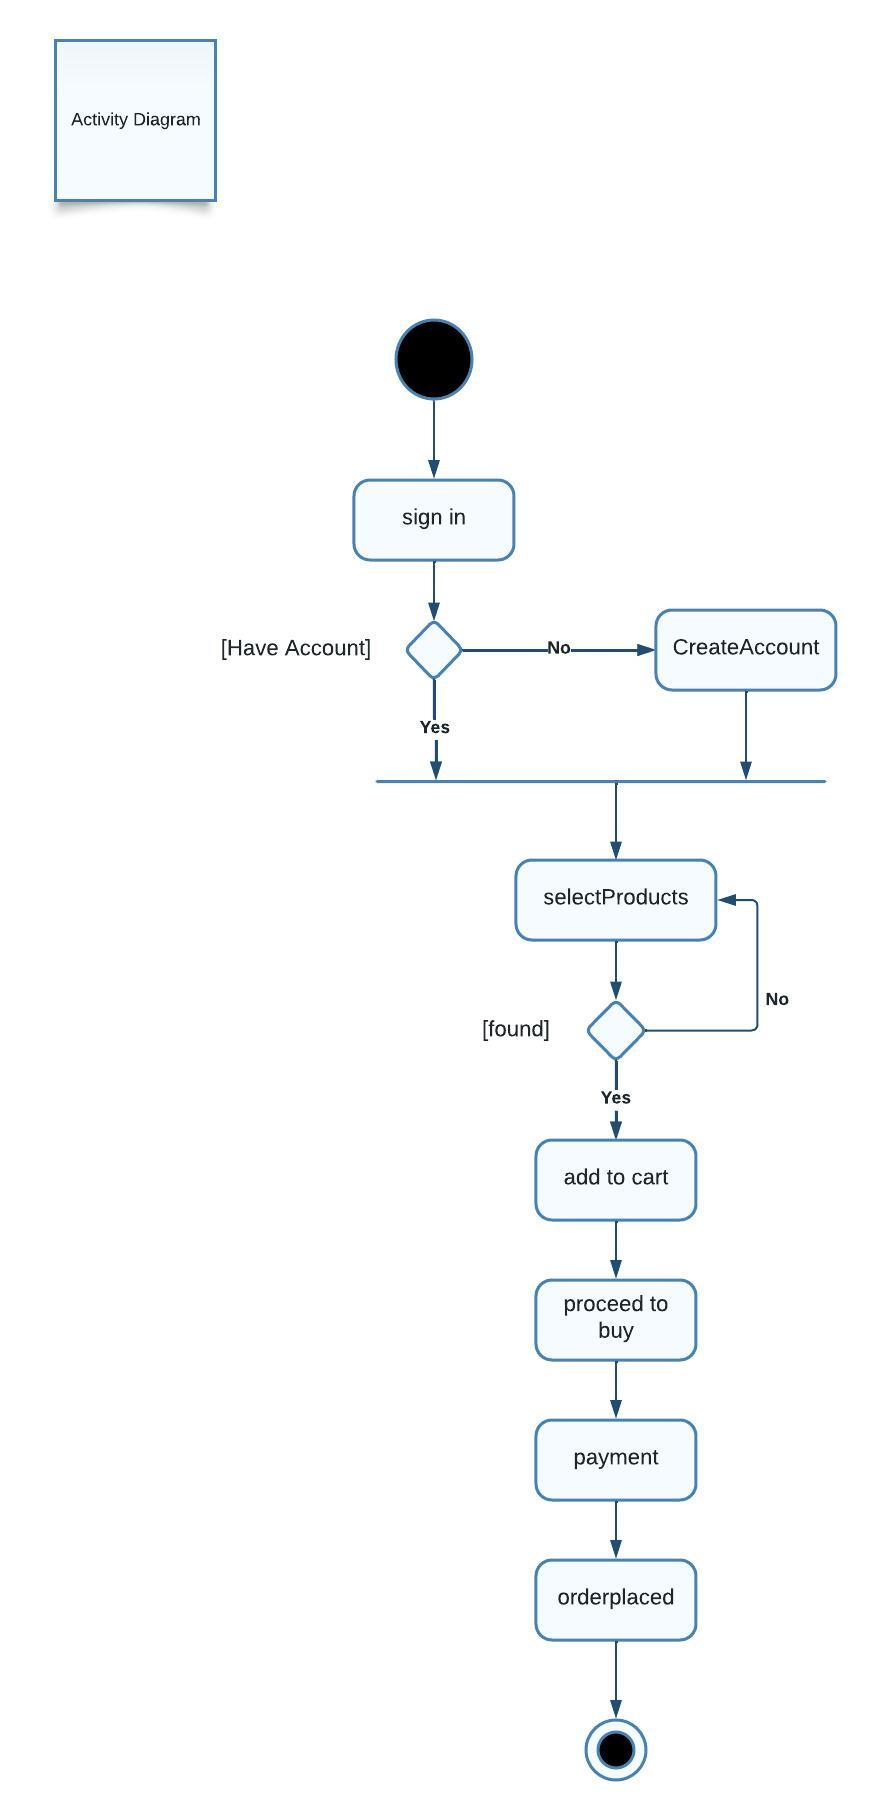 Activity Diagram
sign in
[Have Account]
No
CreateAccount
Yes
selectProducts
No
[found]
Yes
add to cart
proceed to
buy
payment
orderplaced